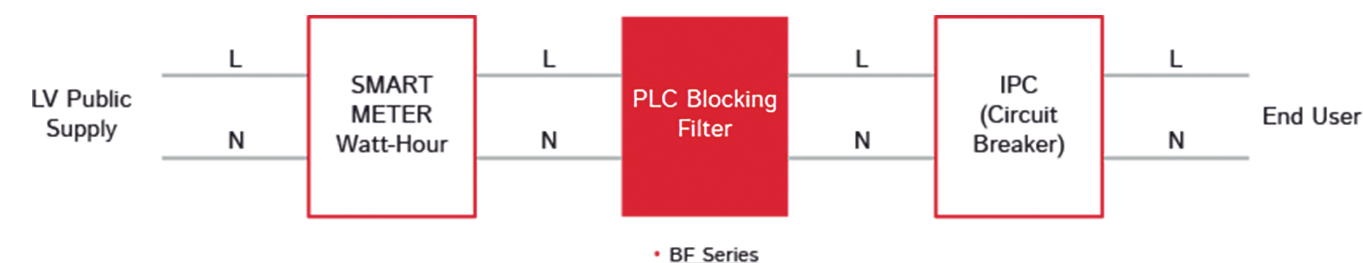 LV Public
Supply
L
N
SMART
METER
Watt-Hour
L
N
PLC Blocking
Filter
L
N
IPC
(Circuit
Breaker)
L
N
End User
• BF Series